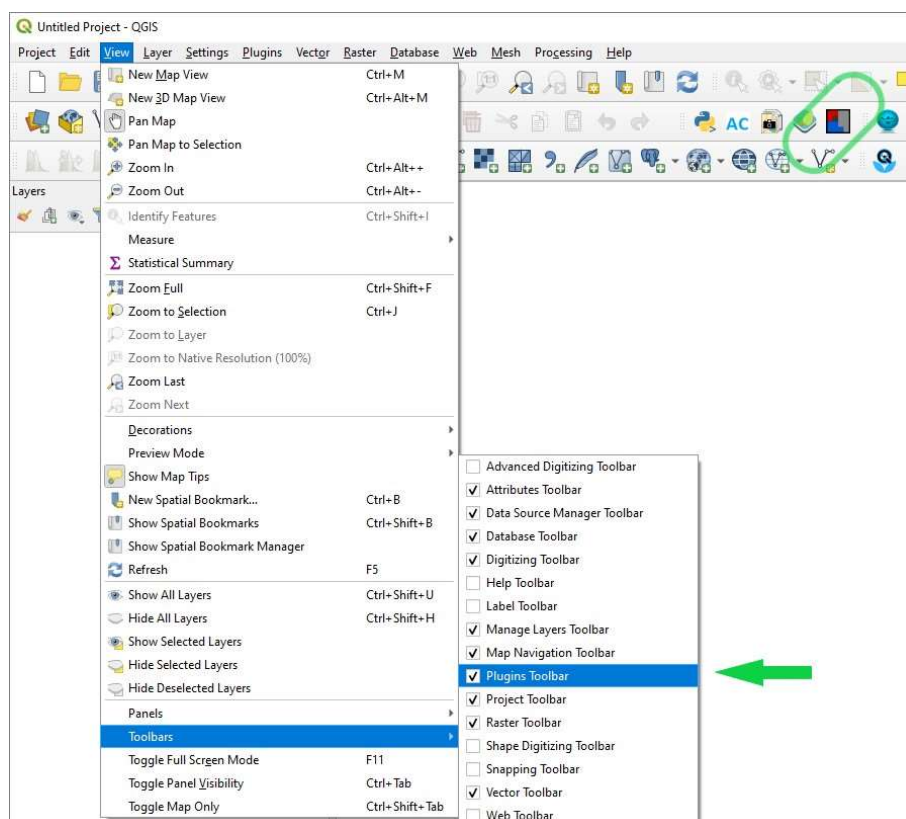 Untitled Project - QGIS
Project Edit View Layer Settings Plugins Vector Raster Database Web Mesh Processing Help
New Map View Ctrl+M
New 3D Map View Ctrl+Alt+M
Pan Map
AC
Pan Map to Selection
Zoom In Ctrl+Alt++
Layers
Zoom Out Ctrl+Alt+-
Identify Features Ctrl+Shift+I
Measure
Σ Statistical Summary
Zoom Full Ctrl+Shift+F
Zoom to Selection Ctrl+J
Zoom to Layer
Zoom to Native Resolution (100%)
Zoom Last
Zoom Next
Decorations
Preview Mode
Show Map Tips
New Spatial Bookmark... Ctrl+B
Show Spatial Bookmarks Ctrl+Shift+B
Show Spatial Bookmark Manager
Refresh F5
Show All Layers Ctrl+Shift+U
Hide All Layers Ctrl+Shift+H
Show Selected Layers
Hide Selected Layers
Hide Deselected Layers
Panels
Toolbars
Toggle Full Screen Mode F11
Toggle Panel Visibility Ctrl+Tab
Toggle Map Only Ctrl+Shift+Tab
Advanced Digitizing Toolbar
Attributes Toolbar
Data Source Manager Toolbar
Database Toolbar
Digitizing Toolbar
Help Toolbar
Label Toolbar
Manage Layers Toolbar
Map Navigation Toolbar
Plugins Toolbar
Project Toolbar
Raster Toolbar
Shape Digitizing Toolbar
Snapping Toolbar
Vector Toolbar
Web Toolbar